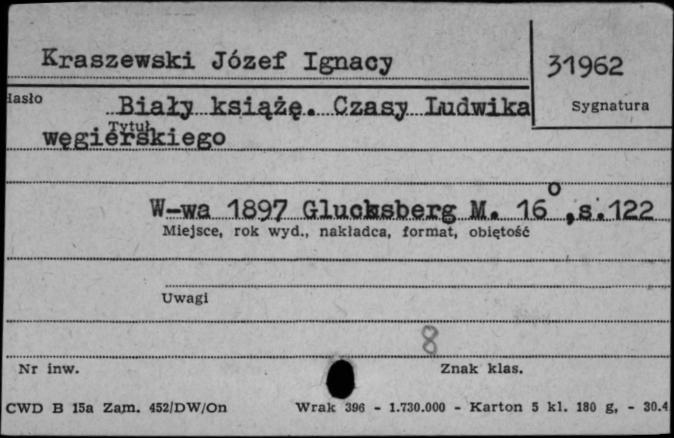 Kraszewski Józef Ignacy
31962
Hasło
Sygnatura
Biały książę. Czasy Ludwika
Tytuł
węgierskiego
W-wa 1897 Glucksberg M. 16°, s. 122
Miejsce, rok wyd., nakładca, format, objętość
Uwagi
8
Nr inw.
Znak klas.
CWD B 15a Zam. 452/DW/On
Wrak 396 - 1.730.000 - Karton 5 kl. 180 g, - 30.4